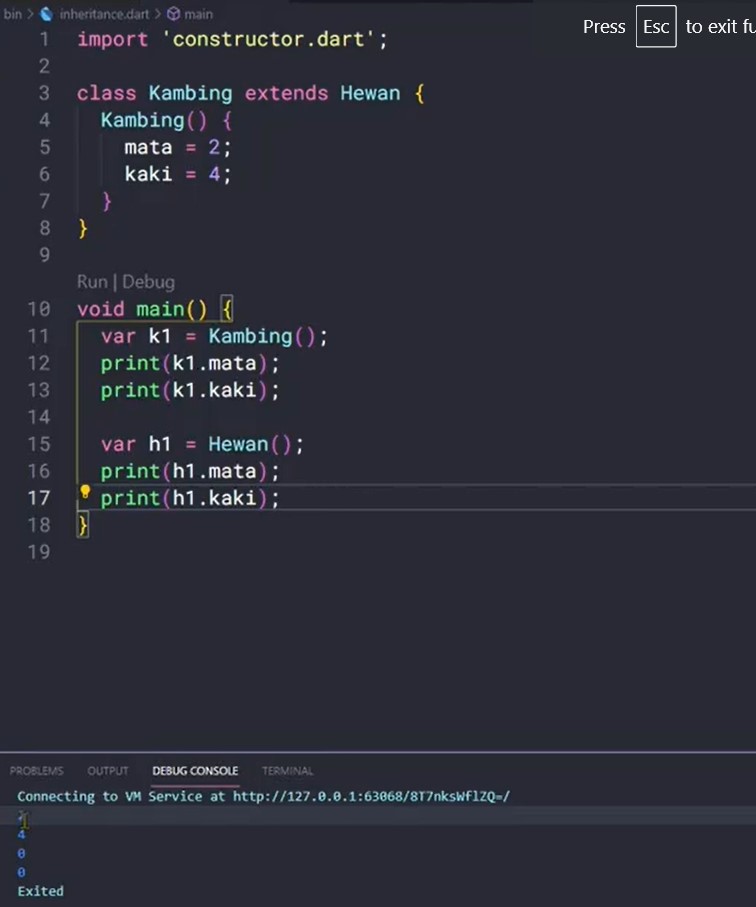 bin > inheritance.dart > main
Press Esc to exit fu
1 import 'constructor.dart';
2
3 class Kambing extends Hewan {
4 Kambing() {
5 mata = 2;
6 kaki = 4;
7 }
8 }
9
Run | Debug
10 void main() {
11 var k1 = Kambing();
12 print(k1.mata);
13 print(k1.kaki);
14
15 var h1 = Hewan();
16 print(h1.mata);
17 print(h1.kaki);
18 }
19
PROBLEMS OUTPUT DEBUG CONSOLE TERMINAL
Connecting to VM Service at http://127.0.0.1:63068/8T7nksWflZQ=/
2
4
0
0
Exited